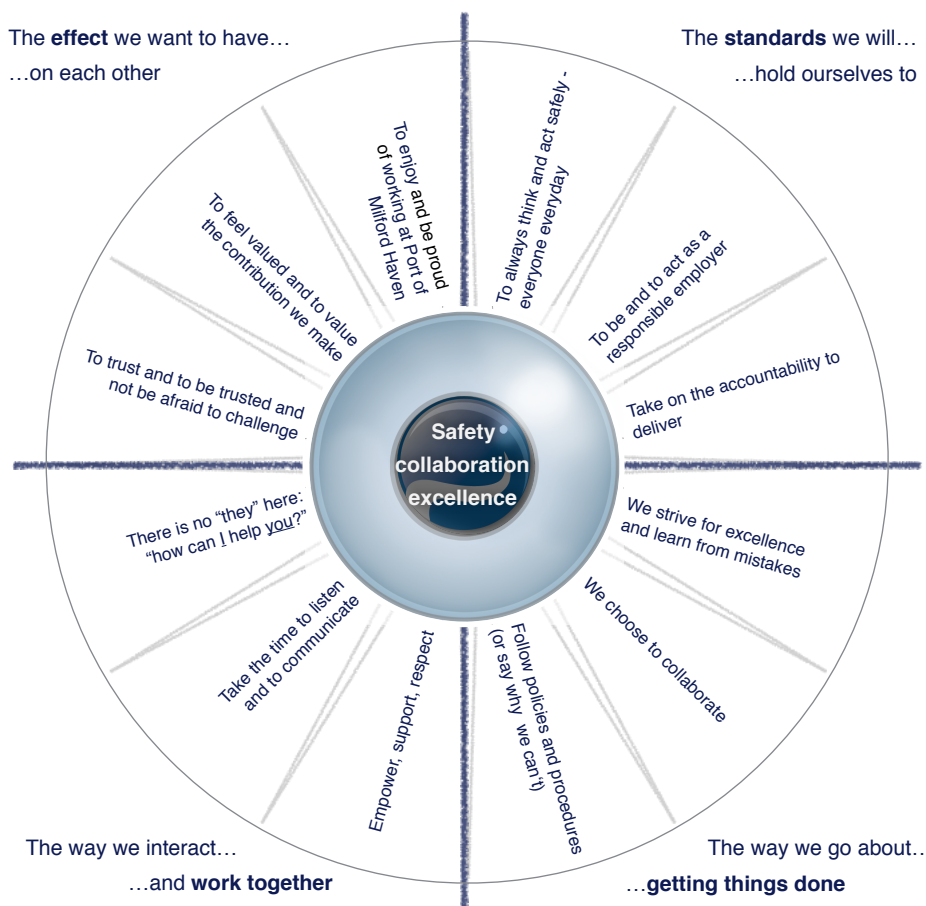 The effect we want to have…
…on each other
The standards we will…
…hold ourselves to
To enjoy and be proud
of working at Port of
Milford Haven
To feel valued and to value
the contribution we make
To trust and to be trusted and
not be afraid to challenge
To always think and act safely -
everyone everyday
To be and to act as a
responsible employer
Take on the accountability to
deliver
Safety
collaboration
excellence
There is no “they” here:
“how can I help you?”
Take the time to listen
and to communicate
Empower, support, respect
We strive for excellence
and learn from mistakes
We choose to collaborate
Follow policies and procedures
(or say why we can't)
The way we interact…
…and work together
The way we go about..
…getting things done